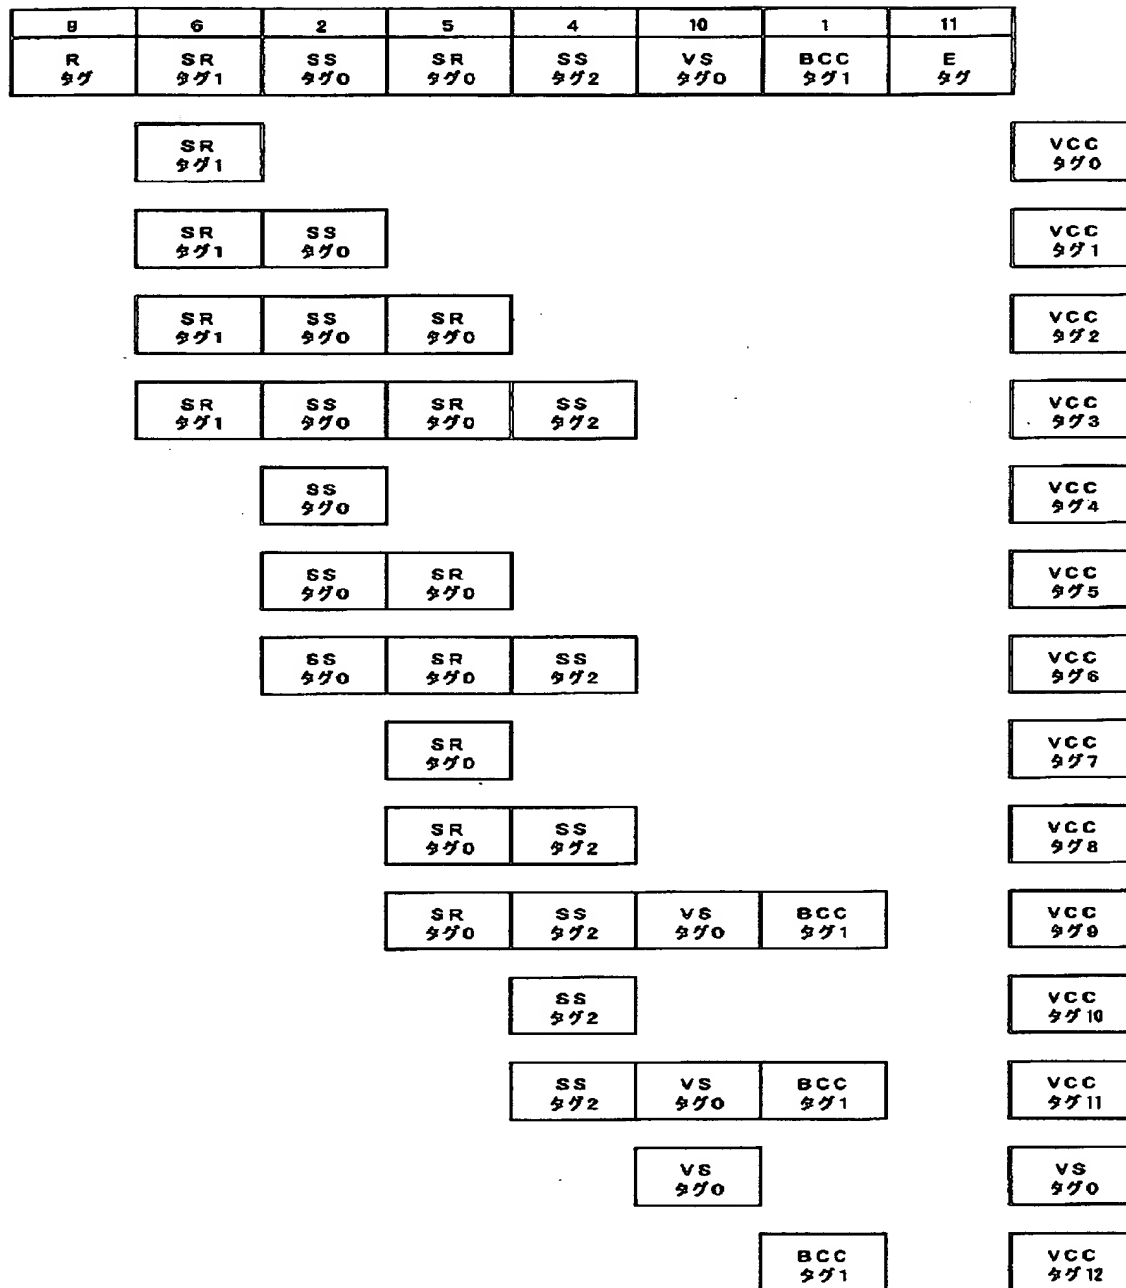 8 6 2 5 4 10 1 11
R SR SS SR SS VS BCC E
タグ タグ1 タグ0 タグ0 タグ2 タグ0 タグ1 タグ
SR VCC
タグ1 タグ0
SR SS VCC
タグ1 タグ0 タグ1
SR SS SR VCC
タグ1 タグ0 タグ0 タグ2
SR SS SR SS VCC
タグ1 タグ0 タグ0 タグ2 タグ3
SS VCC
タグ0 タグ4
SS SR VCC
タグ0 タグ0 タグ5
SS SR SS VCC
タグ0 タグ0 タグ2 タグ6
SR VCC
タグ0 タグ7
SR SS VCC
タグ0 タグ2 タグ8
SR SS VS BCC VCC
タグ0 タグ2 タグ0 タグ1 タグ9
SS VCC
タグ2 タグ10
SS VS BCC VCC
タグ2 タグ0 タグ1 タグ11
VS VS
タグ0 タグ0
BCC VCC
タグ1 タグ12